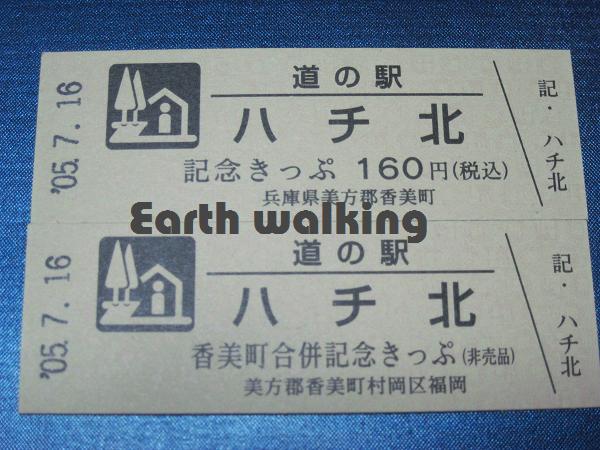 '05.7.16
道の駅
ハチ北
記念きっぷ 160円(税込)
兵庫県美方郡香美町
記・ハチ北
Earth walking
'05.7.16
道の駅
ハチ北
香美町合併記念きっぷ(非売品)
美方郡香美町村岡区福岡
記・ハチ北